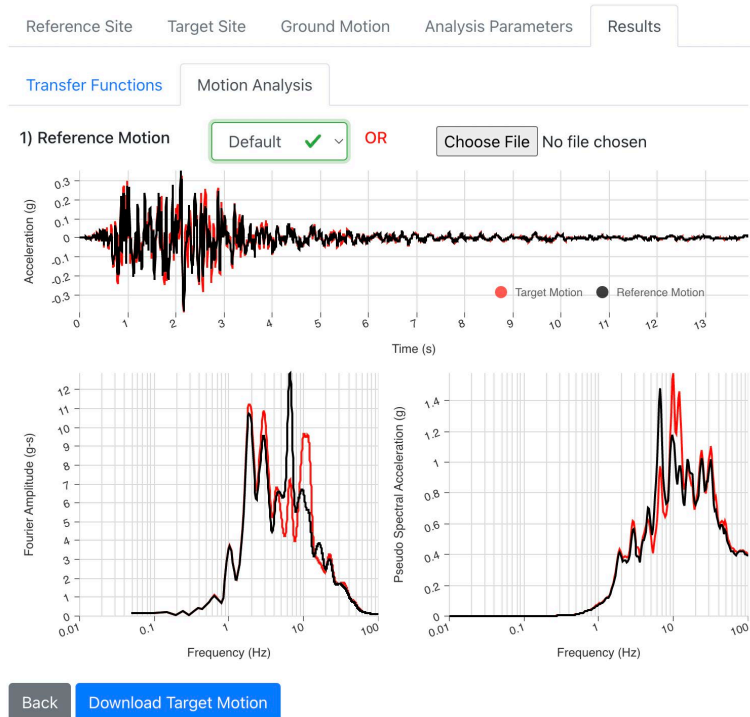 Reference Site Target Site Ground Motion Analysis Parameters Results
Transfer Functions Motion Analysis
1) Reference Motion Default OR Choose File No file chosen
Acceleration (g)
0.3
0.2
0.1
0
-0.1
-0.2
-0.3
Target Motion Reference Motion
0 1 2 3 4 5 6 7 8 9 10 11 12 13
Time (s)
Fourier Amplitude (g-s)
12
11
10
9
8
7
6
5
4
3
2
1
0
0.01 0.1 1 10 100
Frequency (Hz)
Pseudo Spectral Acceleration (g)
1.4
1.2
1
0.8
0.6
0.4
0.2
0
0.01 0.1 1 10 100
Frequency (Hz)
Back Download Target Motion